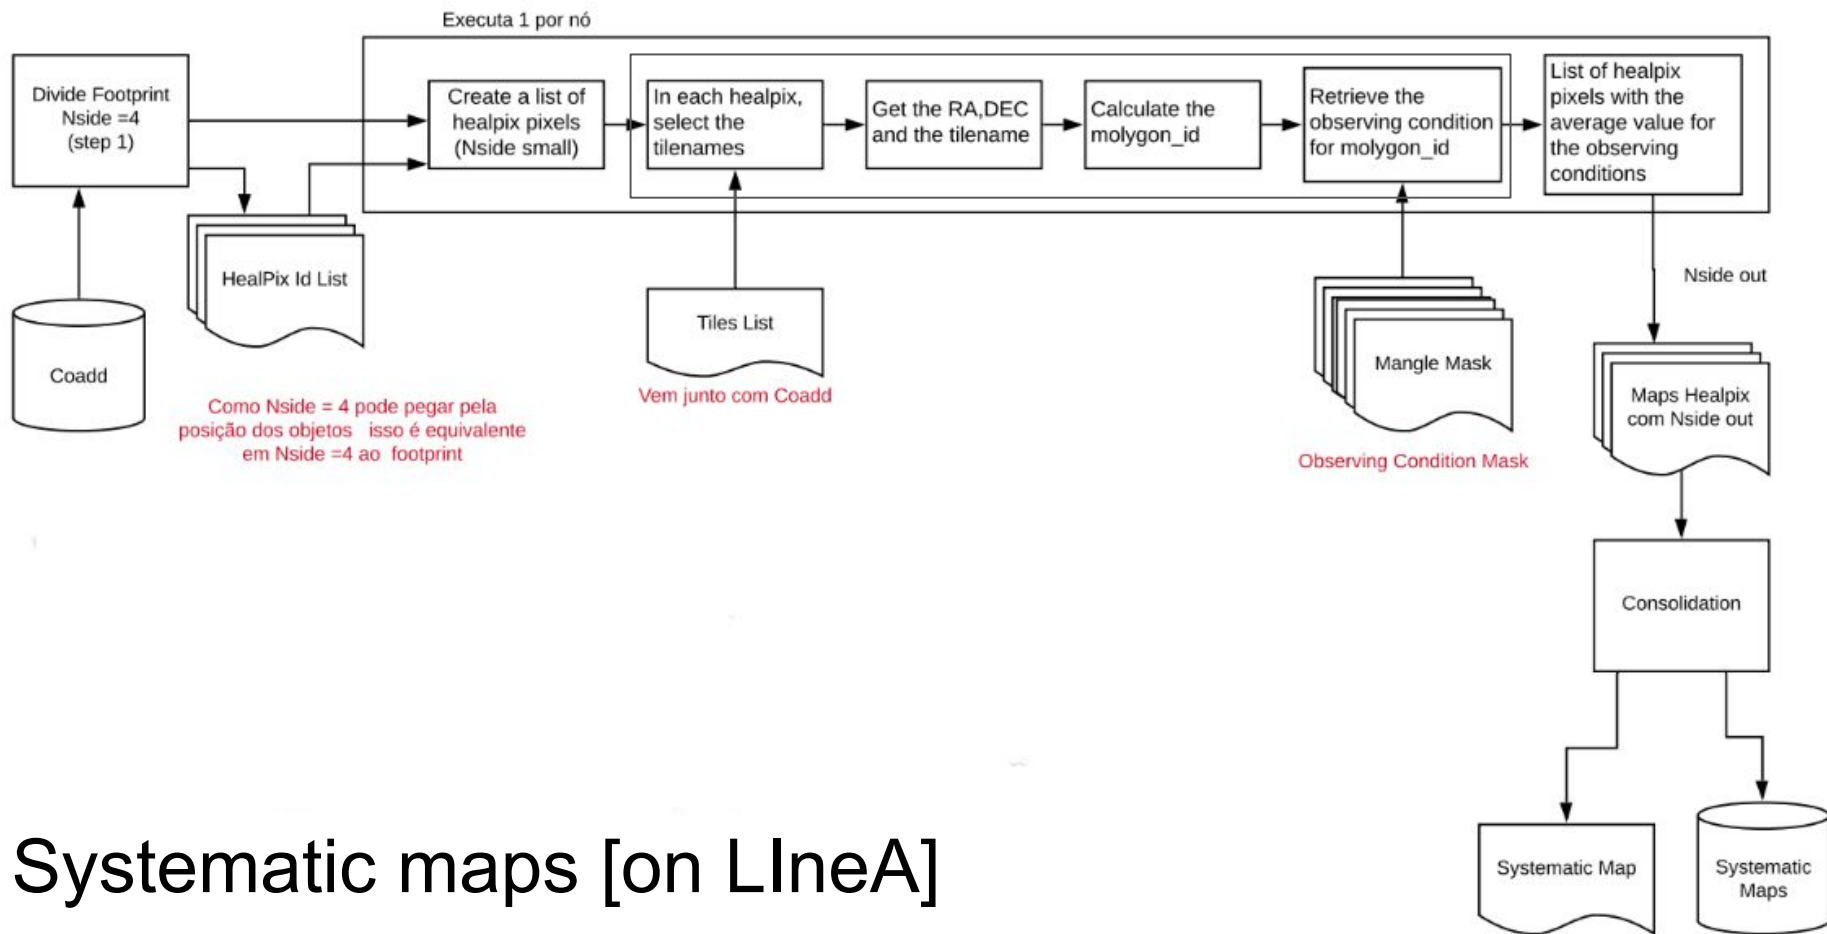 Executa 1 por nó
Divide Footprint
Nside =4
(step 1)
Create a list of
healpix pixels
(Nside small)
In each healpix,
select the
tilenames
Get the RA,DEC
and the tilename
Calculate the
molygon_id
Retrieve the
observing condition
for molygon_id
List of healpix
pixels with the
average value for
the observing
conditions
HealPix Id List
Coadd
Como Nside = 4 pode pegar pela
posição dos objetos isso é equivalente
em Nside =4 ao footprint
Tiles List
Vem junto com Coadd
Mangle Mask
Observing Condition Mask
Nside out
Maps Healpix
com Nside out
Consolidation
Systematic Map
Systematic
Maps
Systematic maps [on LIneA]